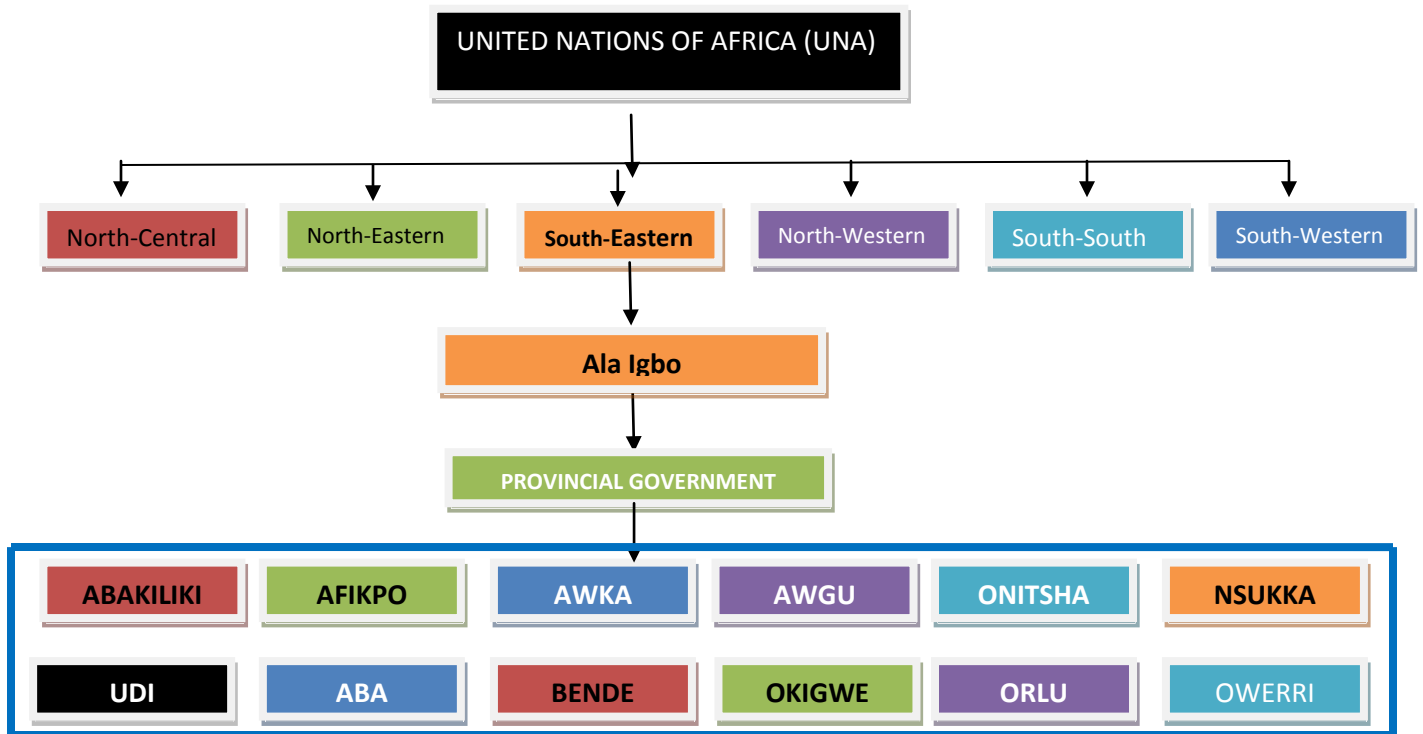 UNITED NATIONS OF AFRICA (UNA)
North-Central
North-Eastern
South-Eastern
North-Western
South-South
South-Western
Ala Igbo
PROVINCIAL GOVERNMENT
ABAKILIKI
AFIKPO
AWKA
AWGU
ONITSHA
NSUKKA
UDI
ABA
BENDE
OKIGWE
ORLU
OWERRI